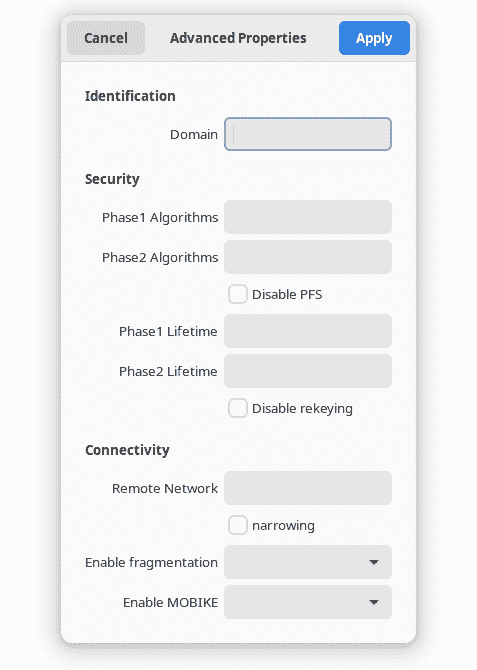 Cancel Advanced Properties Apply
Identification
Domain
Security
Phase1 Algorithms
Phase2 Algorithms
Disable PFS
Phase1 Lifetime
Phase2 Lifetime
Disable rekeying
Connectivity
Remote Network
narrowing
Enable fragmentation
Enable MOBIKE